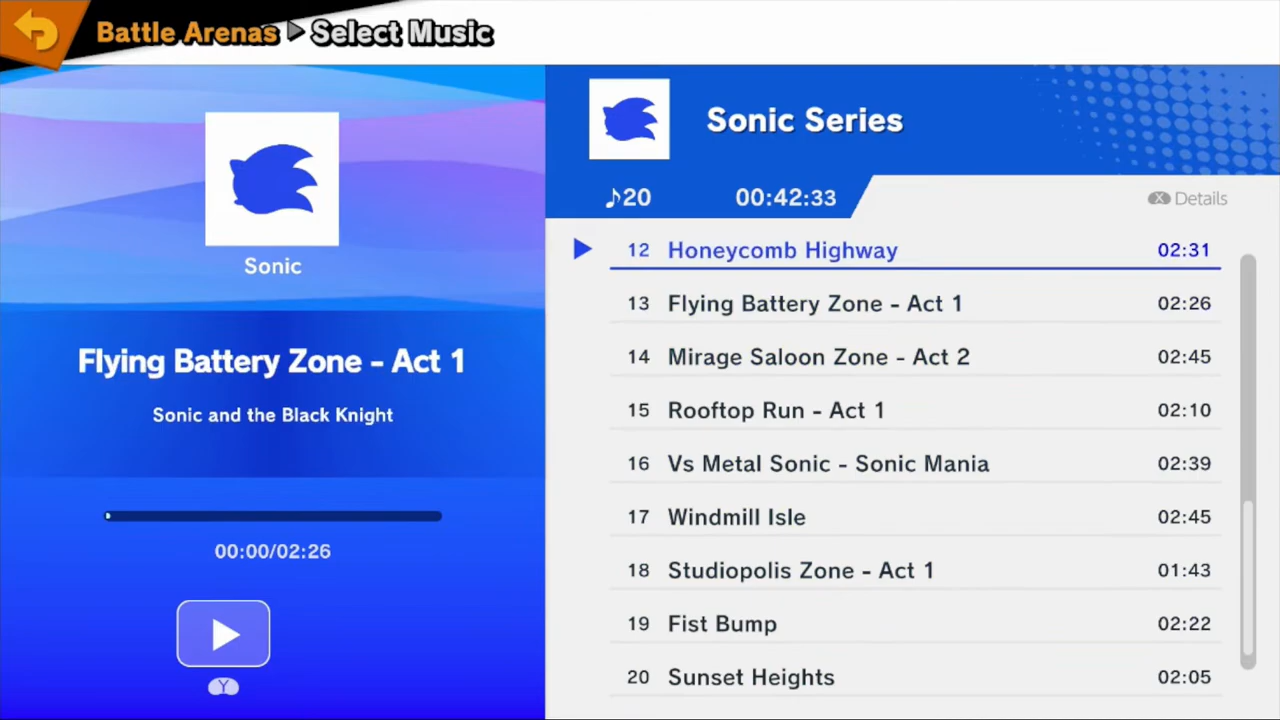 Battle Arenas ▶ Select Music
Sonic
Flying Battery Zone - Act 1
Sonic and the Black Knight
00:00/02:26
Y
Sonic Series
♪20 00:42:33
X Details
12 Honeycomb Highway 02:31
13 Flying Battery Zone - Act 1 02:26
14 Mirage Saloon Zone - Act 2 02:45
15 Rooftop Run - Act 1 02:10
16 Vs Metal Sonic - Sonic Mania 02:39
17 Windmill Isle 02:45
18 Studiopolis Zone - Act 1 01:43
19 Fist Bump 02:22
20 Sunset Heights 02:05